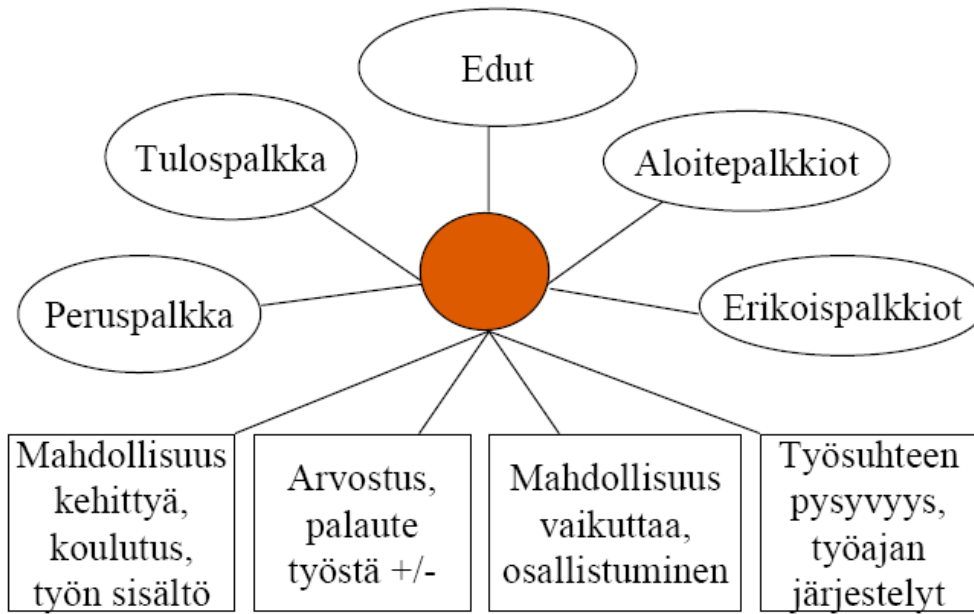 Edut
Tulospalkka
Aloitepalkkiot
Peruspalkka
Erikoispalkkiot
Mahdollisuus
kehittyä,
koulutus,
työn sisältö
Arvostus,
palaute
työstä +/-
Mahdollisuus
vaikuttaa,
osallistuminen
Työsuhteen
pysyvyys,
työajan
järjestelyt